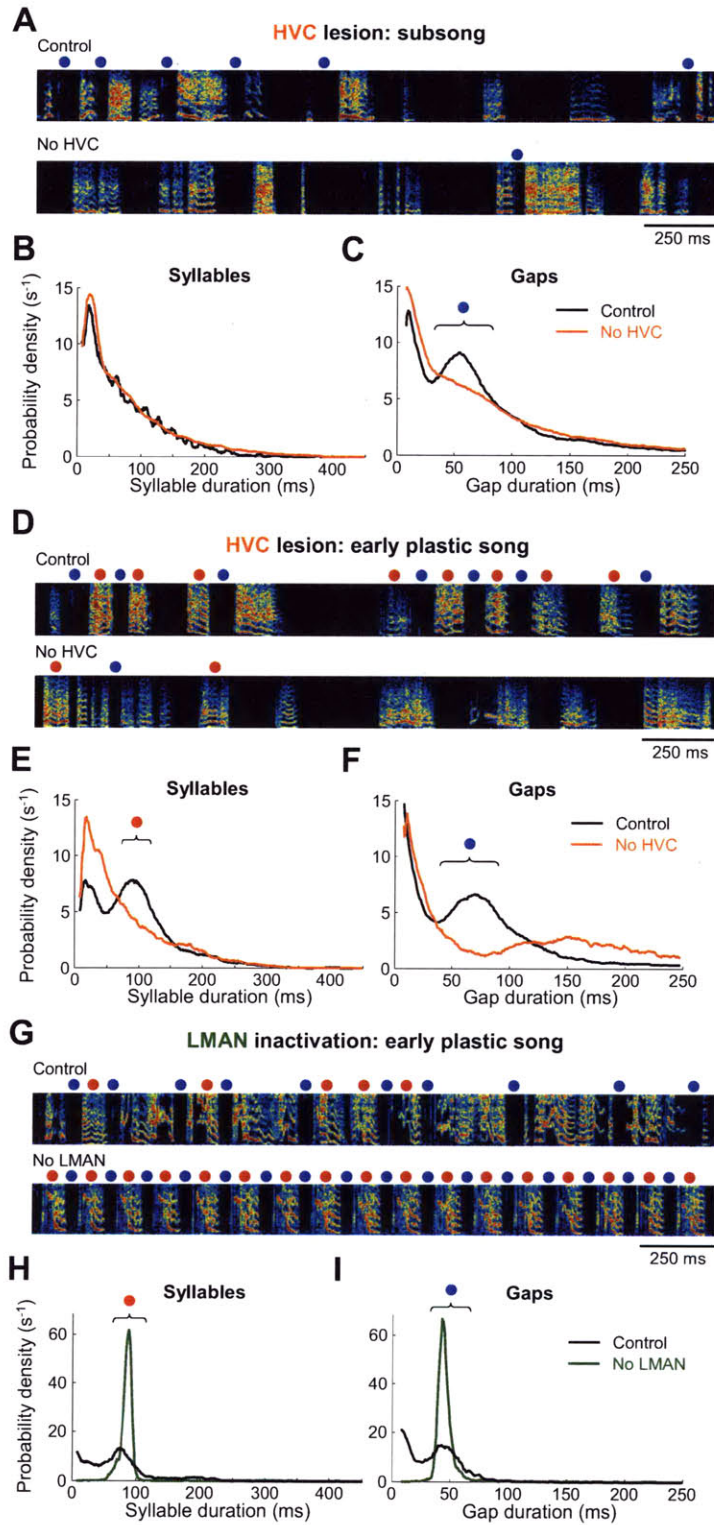 A
HVC lesion: subsong
Control
No HVC
250 ms
B
Syllables
Probability density (s⁻¹)
15
10
5
0
0 100 200 300 400
Syllable duration (ms)
C
Gaps
Control
No HVC
15
10
5
0
0 50 100 150 200 250
Gap duration (ms)
D
HVC lesion: early plastic song
Control
No HVC
250 ms
E
Syllables
Probability density (s⁻¹)
15
10
5
0
0 100 200 300 400
Syllable duration (ms)
F
Gaps
Control
No HVC
15
10
5
0
0 50 100 150 200 250
Gap duration (ms)
G
LMAN inactivation: early plastic song
Control
No LMAN
250 ms
H
Syllables
Probability density (s⁻¹)
60
40
20
0
0 100 200 300 400
Syllable duration (ms)
I
Gaps
Control
No LMAN
60
40
20
0
0 50 100 150 200 250
Gap duration (ms)